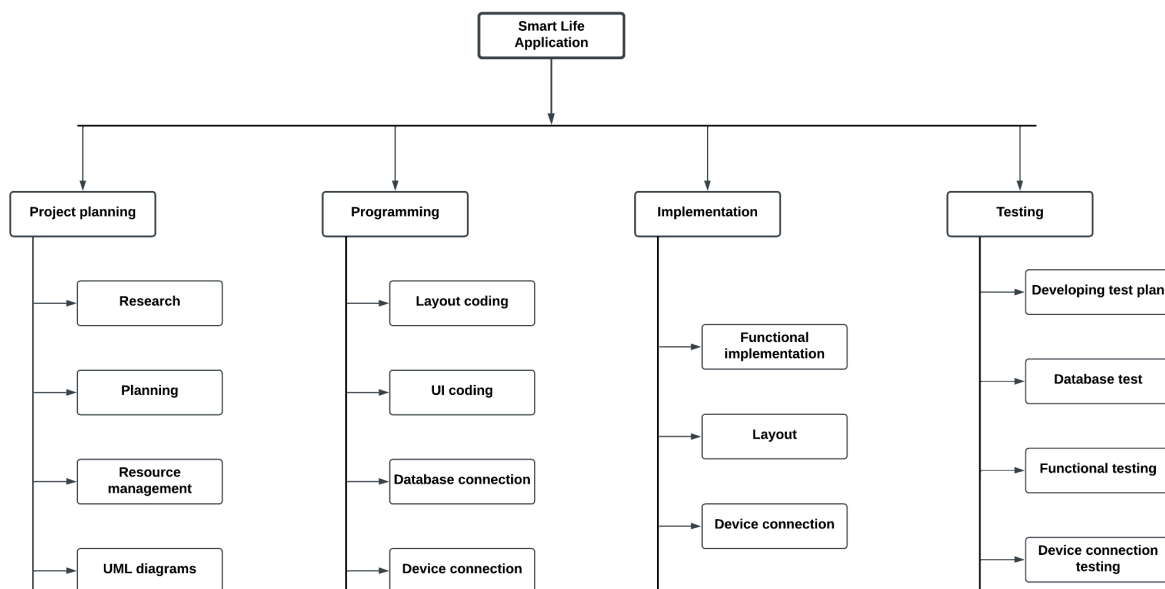 Smart Life
Application
Project planning
Programming
Implementation
Testing
Research
Planning
Resource
management
UML diagrams
Layout coding
UI coding
Database connection
Device connection
Functional
implementation
Layout
Device connection
Developing test plan
Database test
Functional testing
Device connection
testing